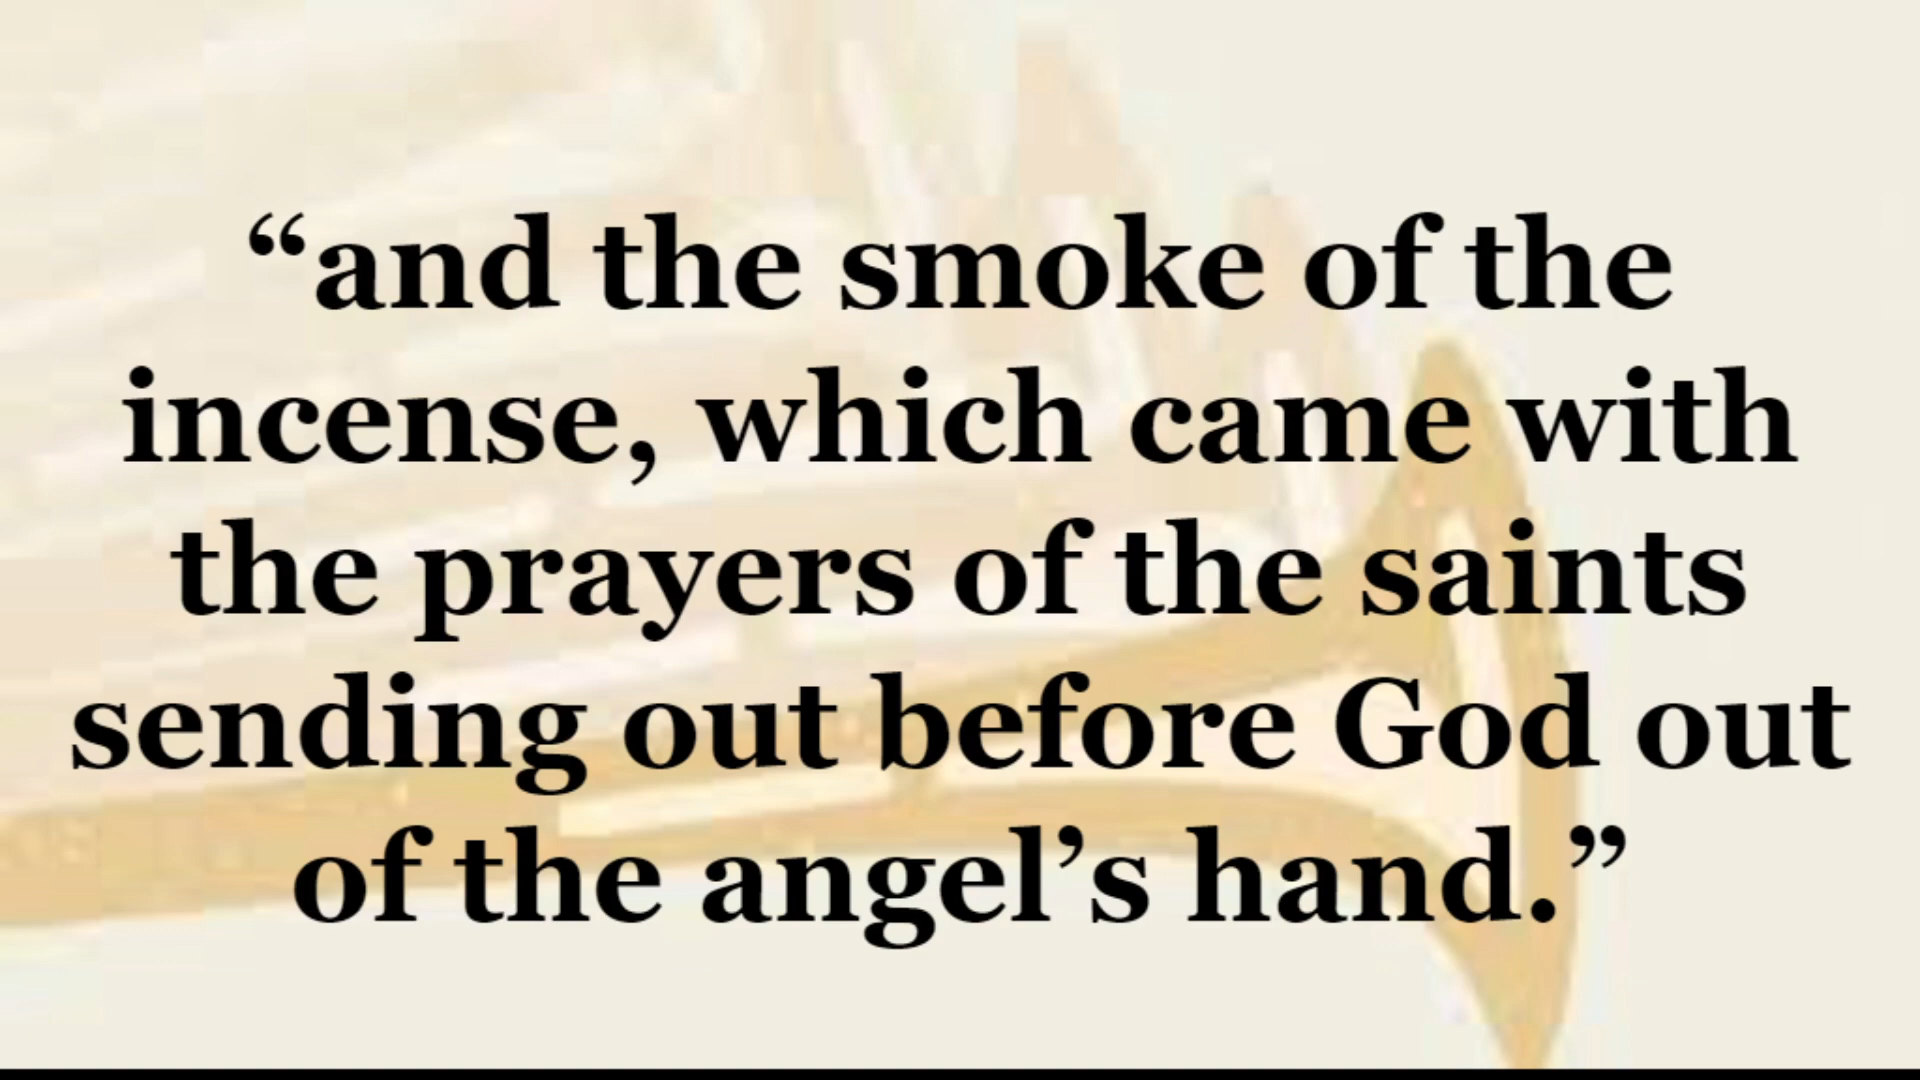 “and the smoke of the
incense, which came with
the prayers of the saints
sending out before God out
of the angel’s hand.”